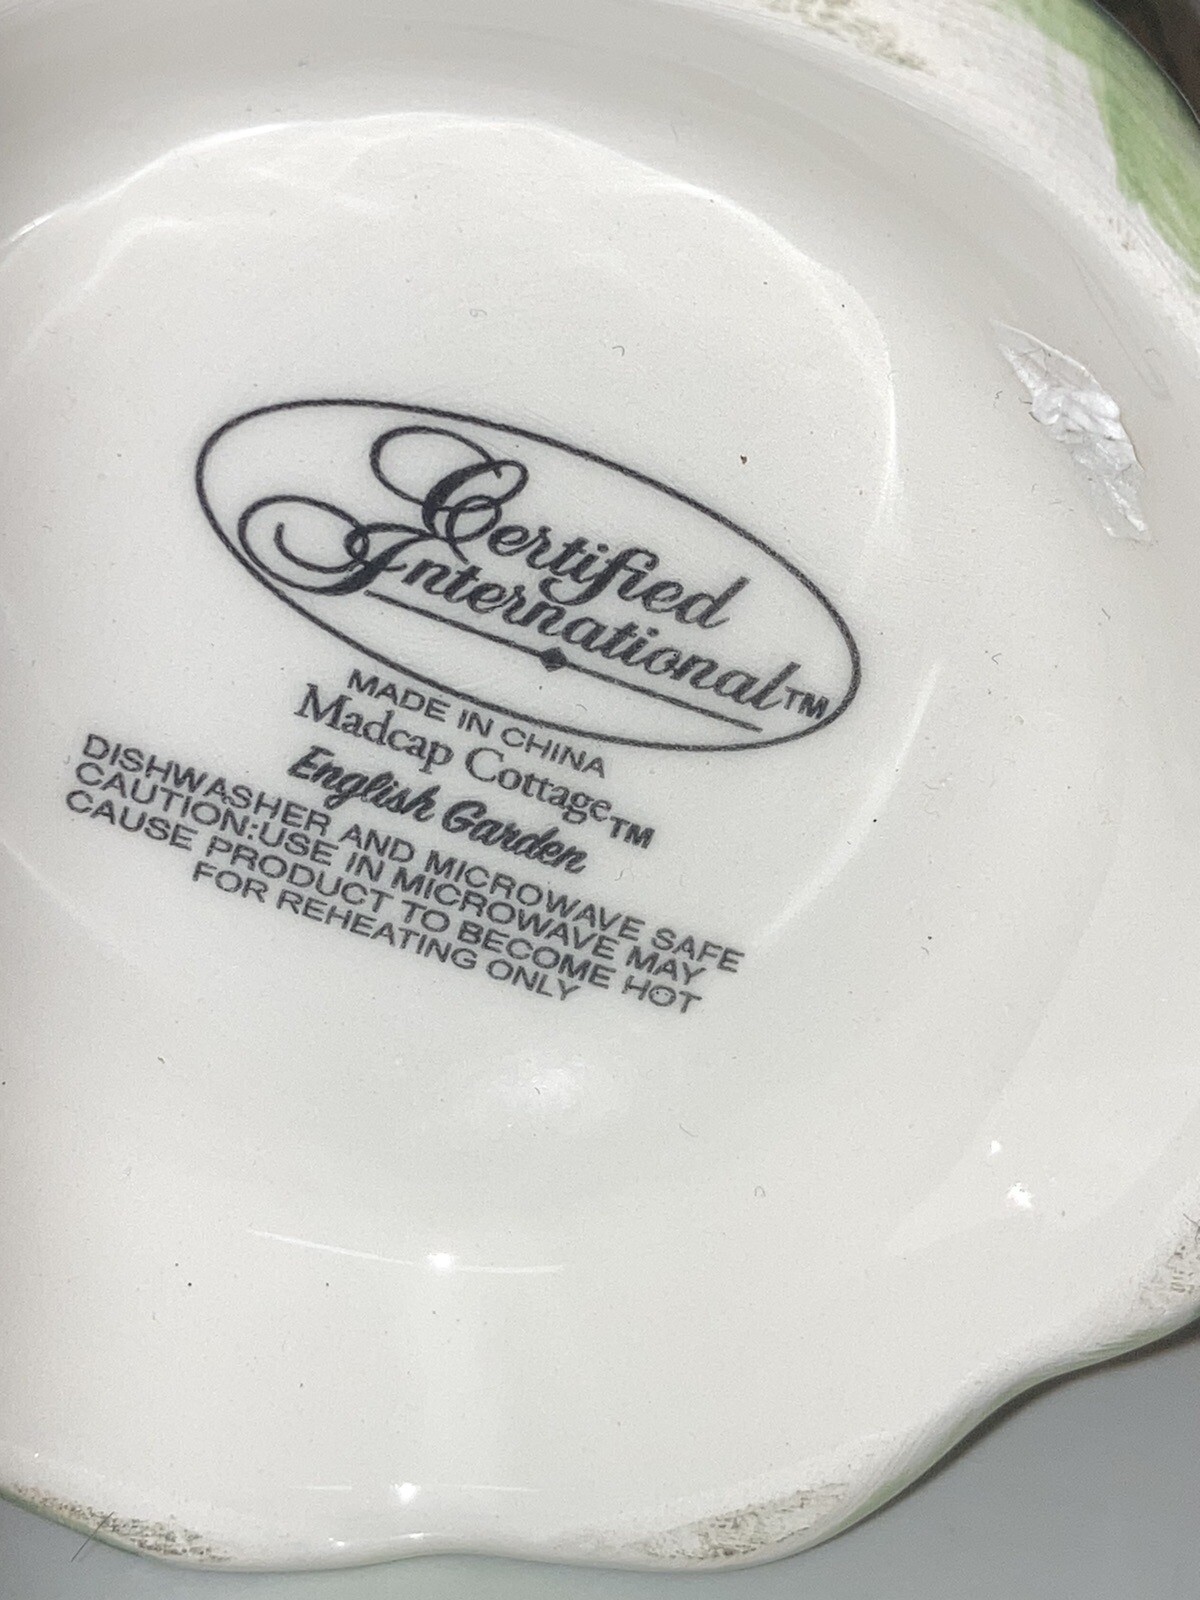 Certified
International™
MADE IN CHINA
Madcap Cottage™
English Garden
DISHWASHER AND MICROWAVE SAFE
CAUTION:USE IN MICROWAVE MAY
CAUSE PRODUCT TO BECOME HOT
FOR REHEATING ONLY